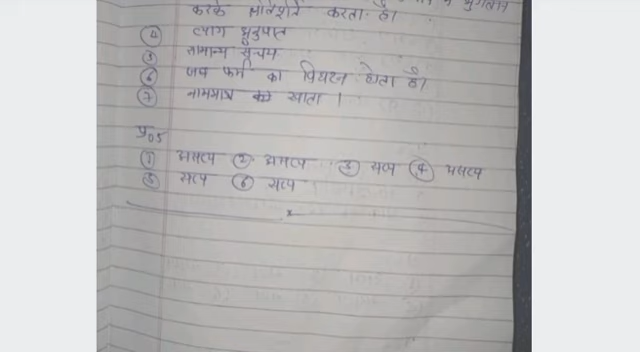 करके करता है।
④ त्याग अनुपात
⑤ सामान्य संचय
⑥ जब फर्म का विघटन होता है।
⑦ नाममात्र का खाता ।
प्र05
① असत्य ② असत्य ③ सत्य ④ असत्य
⑤ सत्य ⑥ सत्य